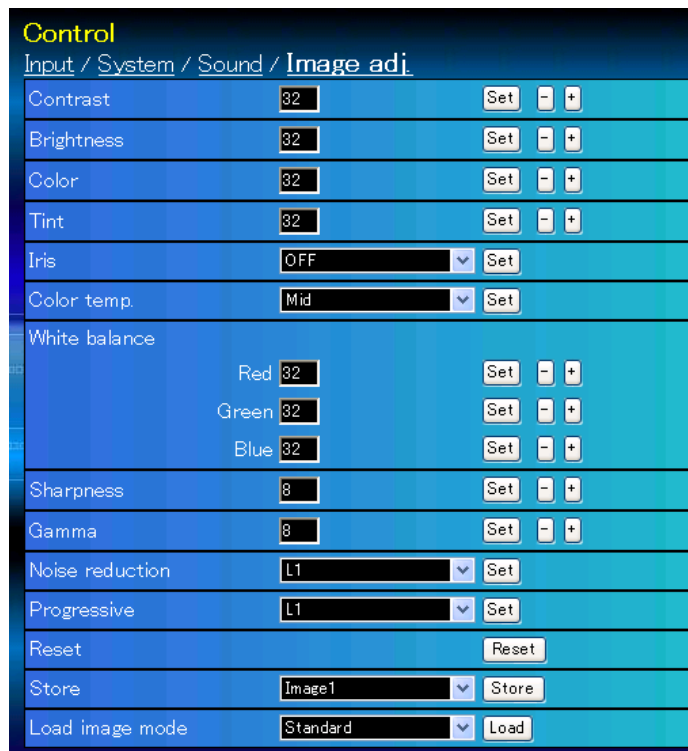 Control
Input / System / Sound / Image adj.
Contrast 32 Set - +
Brightness 32 Set - +
Color 32 Set - +
Tint 32 Set - +
Iris OFF Set
Color temp. Mid Set
White balance
Red 32 Set - +
Green 32 Set - +
Blue 32 Set - +
Sharpness 8 Set - +
Gamma 8 Set - +
Noise reduction L1 Set
Progressive L1 Set
Reset Reset
Store Image1 Store
Load image mode Standard Load